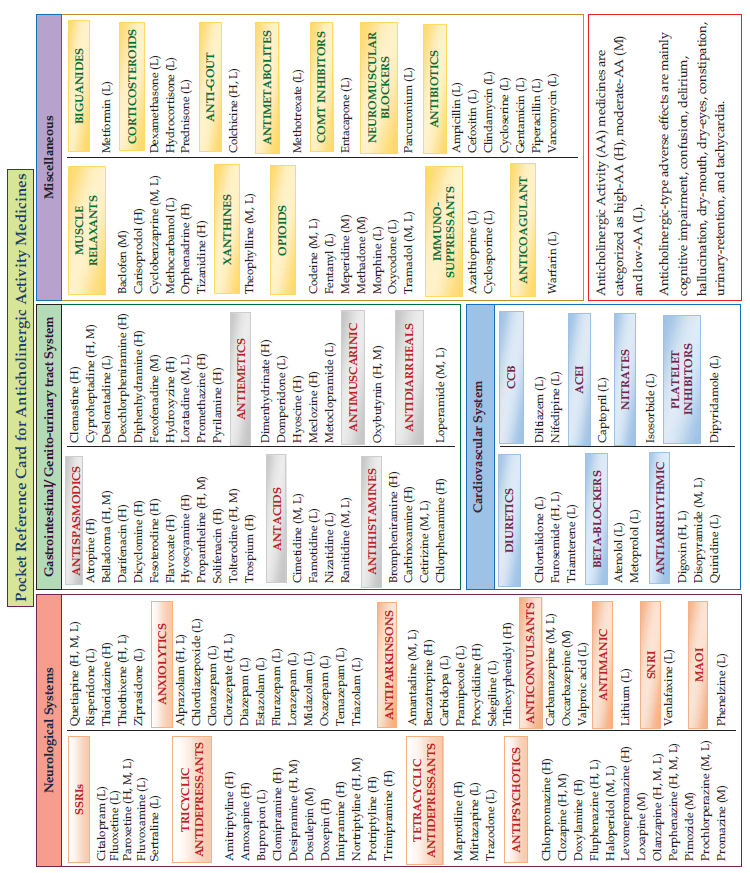 Pocket Reference Card for Anticholinergic Activity Medicines
Neurological Systems
SSRIs
Citalopram (L)
Fluoxetine (L)
Paroxetine (H, M, L)
Fluvoxamine (L)
Sertraline (L)
TRICYCLIC
ANTIDEPRESSANTS
Amitriptyline (H)
Amoxapine (H)
Bupropion (L)
Clomipramine (H)
Desipramine (H, M)
Dosulepin (M)
Doxepin (H)
Imipramine (H)
Nortriptyline (H, M)
Protriptyline (H)
Trimipramine (H)
TETRACYCLIC
ANTIDEPRESSANTS
Maprotiline (H)
Mirtazapine (L)
Trazodone (L)
ANTIPSYCHOTICS
Chlorpromazine (H)
Clozapine (H, M)
Doxylamine (H)
Fluphenazine (H, L)
Haloperidol (M, L)
Levomepromazine (H)
Loxapine (M)
Olanzapine (H, M, L)
Perphenazine (H, M, L)
Pimozide (M)
Prochlorperazine (M, L)
Promazine (M)
Quetiapine (H, M, L)
Risperidone (L)
Thioridazine (H)
Thiothixene (H, L)
Ziprasidone (L)
ANXIOLYTICS
Alprazolam (H, L)
Chlordiazepoxide (L)
Clonazepam (L)
Clorazepate (H, L)
Diazepam (L)
Estazolam (L)
Flurazepam (L)
Lorazepam (L)
Midazolam (L)
Oxazepam (L)
Temazepam (L)
Triazolam (L)
ANTIPARKINSONS
Amantadine (M, L)
Benzatropine (H)
Carbidopa (L)
Pramipexole (L)
Procyclidine (H)
Selegiline (L)
Trihexyphenidyl (H)
ANTICONVULSANTS
Carbamazepine (M, L)
Oxcarbazepine (M)
Valproic acid (L)
ANTIMANIC
Lithium (L)
SNRI
Venlafaxine (L)
MAOI
Phenelzine (L)
Gastrointestinal/ Genito-urinary tract System
ANTISPASMODICS
Atropine (H)
Belladonna (H, M)
Darifenacin (H)
Dicyclomine (H)
Fesoterodine (H)
Flavoxate (H)
Hyoscyamine (H)
Propantheline (H, M)
Solifenacin (H)
Tolterodine (H, M)
Trospium (H)
ANTACIDS
Cimetidine (M, L)
Famotidine (L)
Nizatidine (L)
Ranitidine (M, L)
ANTIHISTAMINES
Brompheniramine (H)
Carbinoxamine (H)
Cetirizine (M, L)
Chlorphenamine (H)
Clemastine (H)
Cyproheptadine (H, M)
Desloratadine (L)
Dexchlorpheniramine (H)
Diphenhydramine (H)
Fexofenadine (M)
Hydroxyzine (H)
Loratadine (M, L)
Promethazine (H)
Pyrilamine (H)
ANTIEMETICS
Dimenhydrinate (H)
Domperidone (L)
Hyoscine (H)
Meclozine (H)
Metoclopramide (L)
ANTIMUSCARINIC
Oxybutynin (H, M)
ANTIDIARRHEALS
Loperamide (M, L)
Cardiovascular System
DIURETICS
Chlortalidone (L)
Furosemide (H, L)
Triamterene (L)
BETA-BLOCKERS
Atenolol (L)
Metoprolol (L)
ANTIARRHYTHMIC
Digoxin (H, L)
Disopyramide (M, L)
Quinidine (L)
CCB
Diltiazem (L)
Nifedipine (L)
ACEI
Captopril (L)
NITRATES
Isosorbide (L)
PLATELET
INHIBITORS
Dipyridamole (L)
Miscellaneous
MUSCLE
RELAXANTS
Baclofen (M)
Carisoprodol (H)
Cyclobenzaprine (M, L)
Methocarbamol (L)
Orphenadrine (H)
Tizanidine (H)
XANTHINES
Theophylline (M, L)
OPIOIDS
Codeine (M, L)
Fentanyl (L)
Meperidine (M)
Methadone (M)
Morphine (L)
Oxycodone (L)
Tramadol (M, L)
IMMUNO-
SUPPRESSANTS
Azathioprine (L)
Cyclosporine (L)
ANTICOAGULANT
Warfarin (L)
BIGUANIDES
Metformin (L)
CORTICOSTEROIDS
Dexamethasone (L)
Hydrocortisone (L)
Prednisone (L)
ANTI-GOUT
Colchicine (H, L)
ANTIMETABOLITES
Methotrexate (L)
COMT INHIBITORS
Entacapone (L)
NEUROMUSCULAR
BLOCKERS
Pancuronium (L)
ANTIBIOTICS
Ampicillin (L)
Cefoxitin (L)
Clindamycin (L)
Cycloserine (L)
Gentamicin (L)
Piperacillin (L)
Vancomycin (L)
Anticholinergic Activity (AA) medicines are
categorized as high-AA (H), moderate-AA (M)
and low-AA (L).
Anticholinergic-type adverse effects are mainly
cognitive impairment, confusion, delirium,
hallucination, dry-mouth, dry-eyes, constipation,
urinary-retention, and tachycardia.